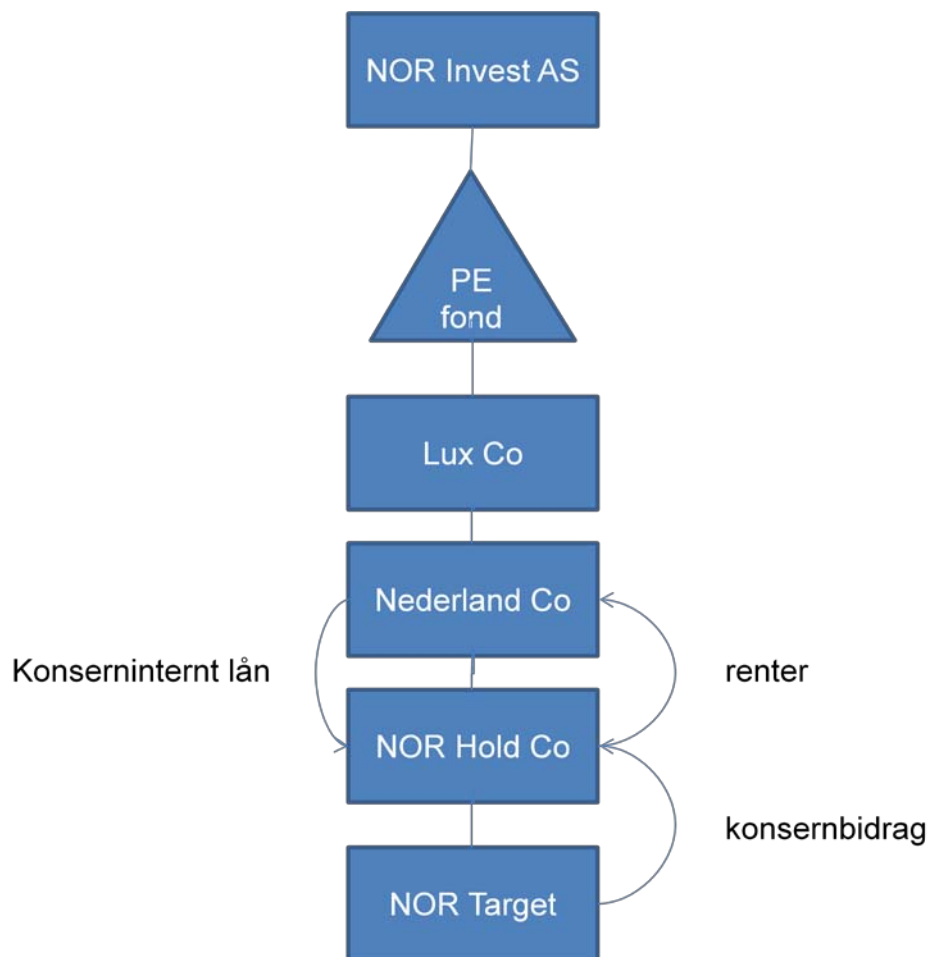 NOR Invest AS
PE
fond
Lux Co
Nederland Co
Konserninternt lån
renter
NOR Hold Co
konsernbidrag
NOR Target